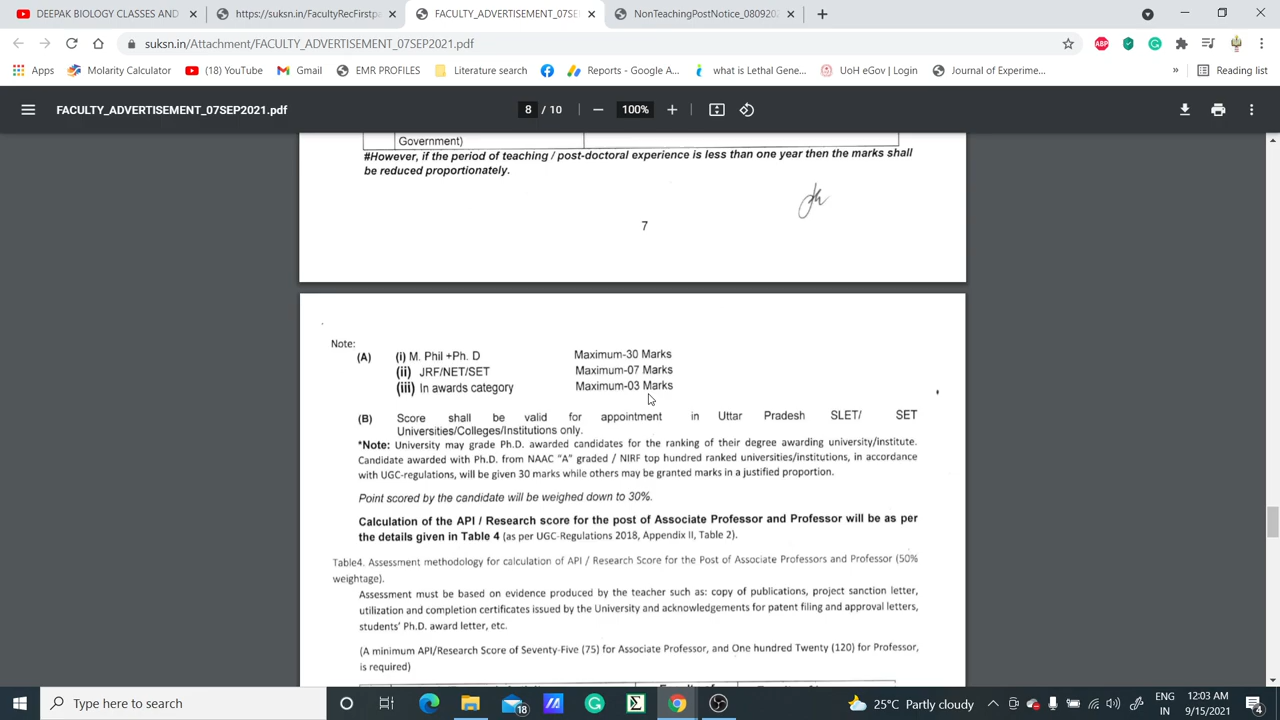 DEEPAK BIOLOGY CLASSES AND
https://suksn.in/FacultyRecFirstp
FACULTY_ADVERTISEMENT_07SE
NonTeachingPostNotice_080920
suksn.in/Attachment/FACULTY_ADVERTISEMENT_07SEP2021.pdf
Apps
Molarity Calculator
(18) YouTube
Gmail
EMR PROFILES
Literature search
Reports - Google A...
what is Lethal Gene...
UoH eGov | Login
Journal of Experime...
»
Reading list
FACULTY_ADVERTISEMENT_07SEP2021.pdf
8 / 10
100%
Government)
#However, if the period of teaching / post-doctoral experience is less than one year then the marks shall
be reduced proportionately.
7
Note:
(A) (i) M. Phil +Ph. D Maximum-30 Marks
(ii) JRF/NET/SET Maximum-07 Marks
(iii) In awards category Maximum-03 Marks
(B) Score shall be valid for appointment in Uttar Pradesh SLET/ SET
Universities/Colleges/Institutions only.
*Note: University may grade Ph.D. awarded candidates for the ranking of their degree awarding university/institute.
Candidate awarded with Ph.D. from NAAC "A" graded / NIRF top hundred ranked universities/institutions, in accordance
with UGC-regulations, will be given 30 marks while others may be granted marks in a justified proportion.
Point scored by the candidate will be weighed down to 30%.
Calculation of the API / Research score for the post of Associate Professor and Professor will be as per
the details given in Table 4 (as per UGC-Regulations 2018, Appendix II, Table 2).
Table4. Assessment methodology for calculation of API / Research Score for the Post of Associate Professors and Professor (50%
weightage).
Assessment must be based on evidence produced by the teacher such as: copy of publications, project sanction letter,
utilization and completion certificates issued by the University and acknowledgements for patent filing and approval letters,
students' Ph.D. award letter, etc.
(A minimum API/Research Score of Seventy-Five (75) for Associate Professor, and One hundred Twenty (120) for Professor,
is required)
Type here to search
18
25°C Partly cloudy
ENG
IN
12:03 AM
9/15/2021
4